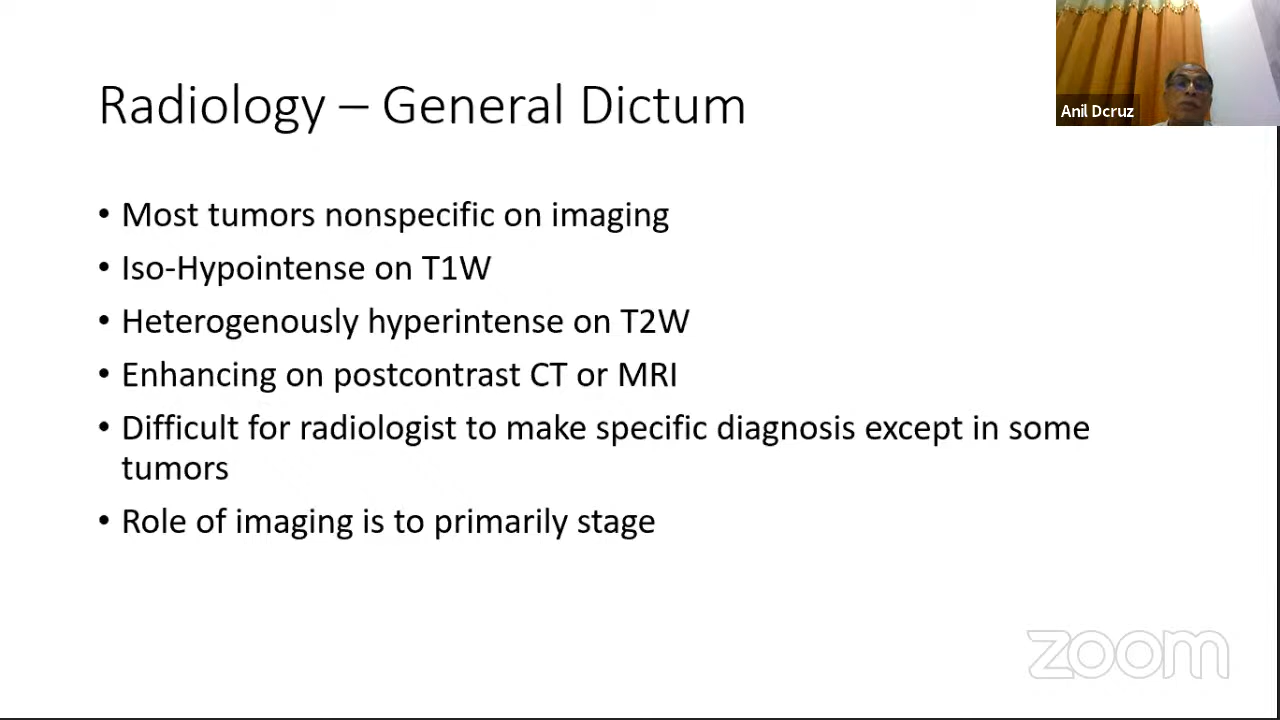 Radiology – General Dictum
Anil Dcruz
• Most tumors nonspecific on imaging
• Iso-Hypointense on T1W
• Heterogenously hyperintense on T2W
• Enhancing on postcontrast CT or MRI
• Difficult for radiologist to make specific diagnosis except in some
tumors
• Role of imaging is to primarily stage
zoom